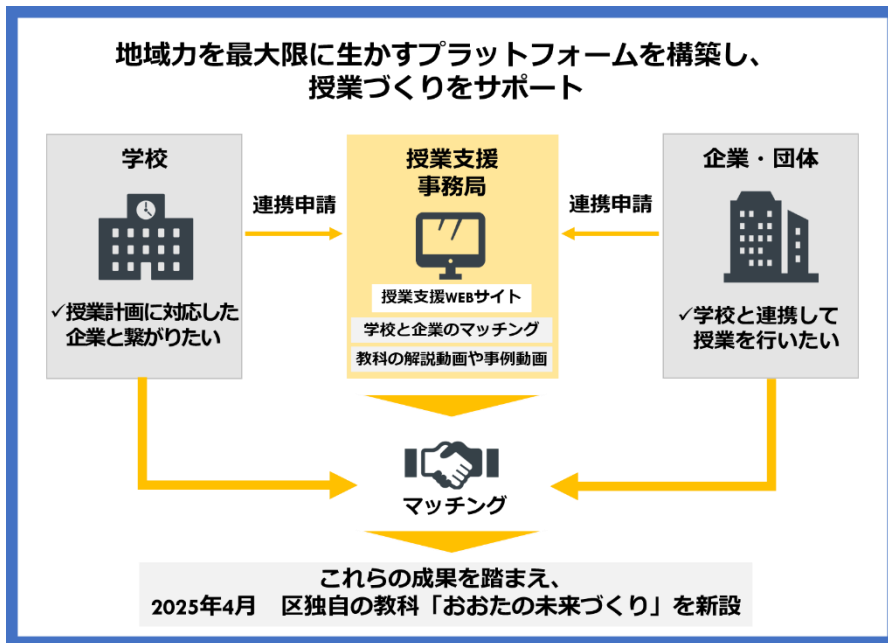 地域力を最大限に生かすプラットフォームを構築し、
授業づくりをサポート
学校
✓授業計画に対応した
企業と繋がりたい
連携申請
授業支援
事務局
授業支援WEBサイト
学校と企業のマッチング
教科の解説動画や事例動画
連携申請
企業・団体
✓学校と連携して
授業を行いたい
マッチング
これらの成果を踏まえ、
2025年4月　区独自の教科「おおたの未来づくり」を新設